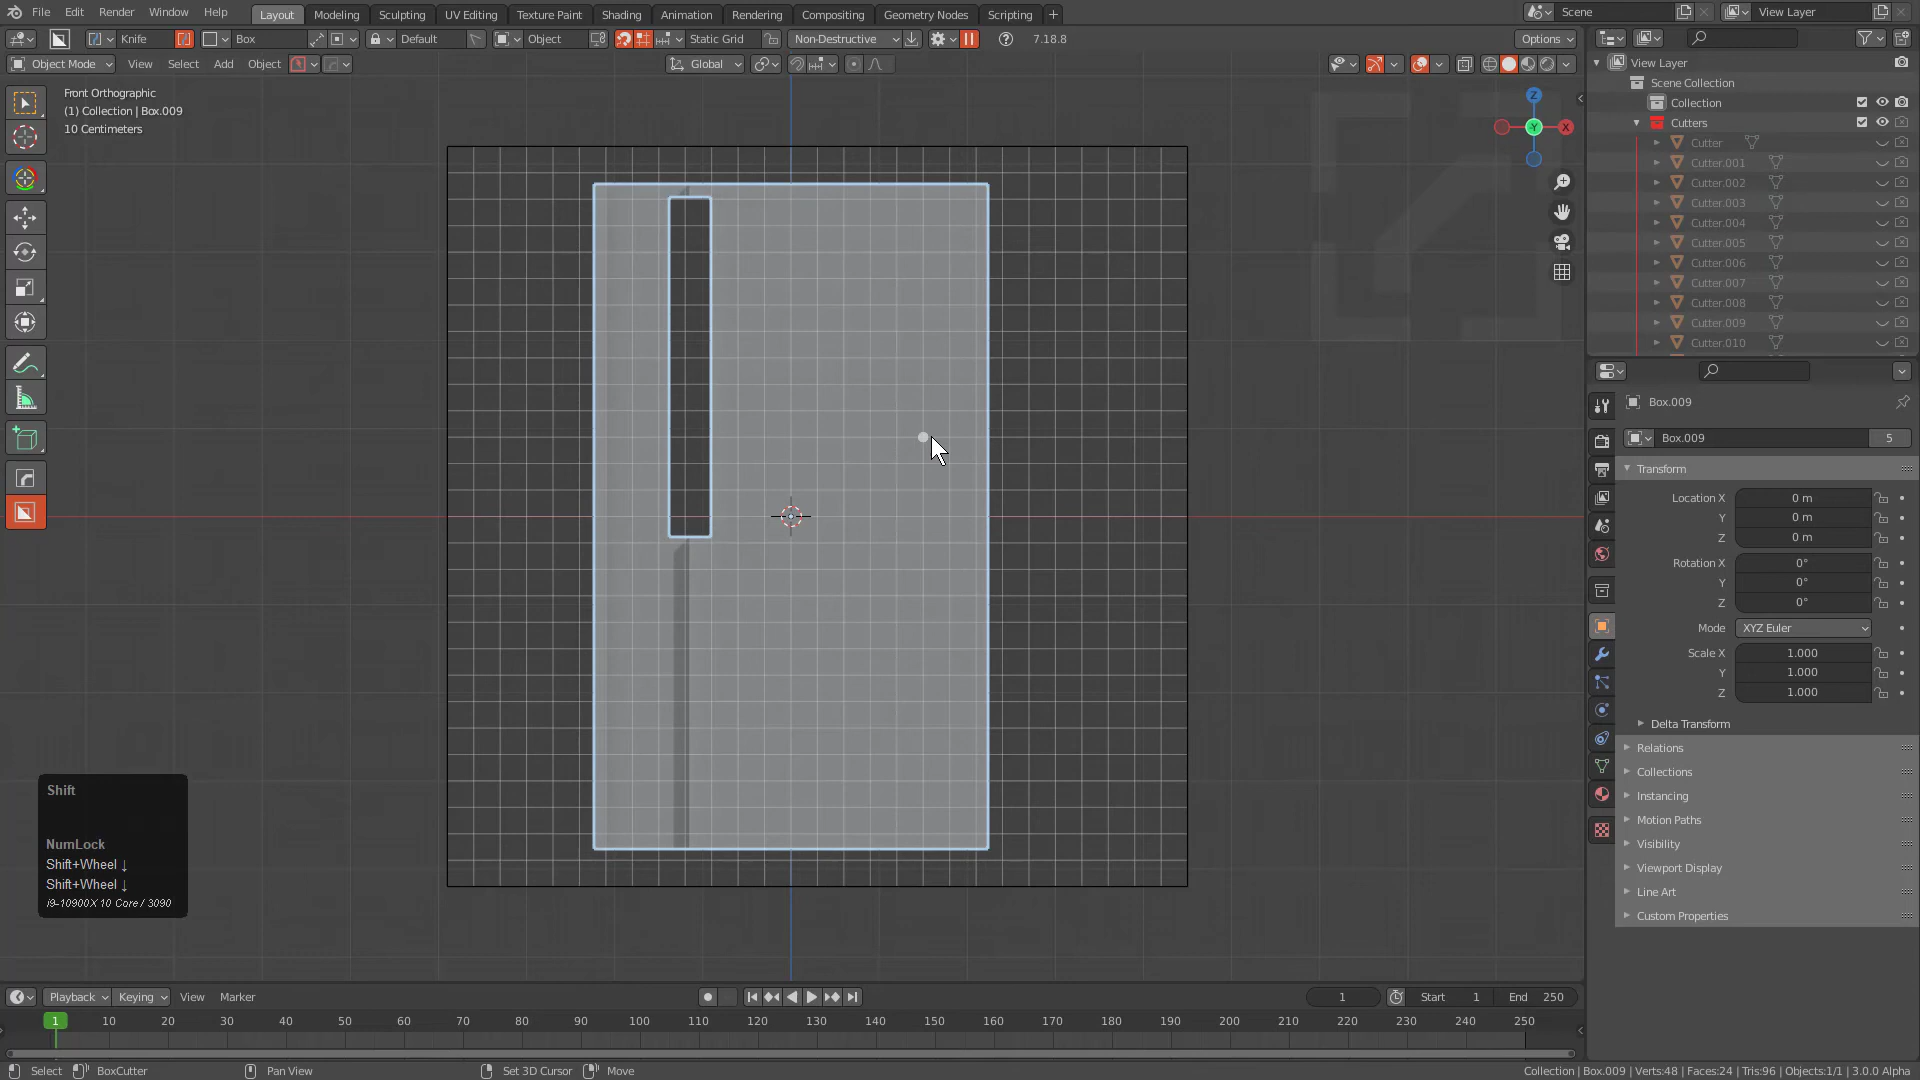 File Edit Render Window Help
Layout Modeling Sculpting UV Editing Texture Paint Shading Animation Rendering Compositing Geometry Nodes Scripting
Scene View Layer
Knife Box Default Object Static Grid Non-Destructive 7.18.8 Options
Object Mode View Select Add Object Global
Front Orthographic
(1) Collection | Box.009
10 Centimeters
Z
X
-Y
View Layer
Scene Collection
Collection
Cutters
Cutter
Cutter.001
Cutter.002
Cutter.003
Cutter.004
Cutter.005
Cutter.006
Cutter.007
Cutter.008
Cutter.009
Cutter.010
Box.009
Box.009 5
Transform
Location X 0 m
Y 0 m
Z 0 m
Rotation X 0°
Y 0°
Z 0°
Mode XYZ Euler
Scale X 1.000
Y 1.000
Z 1.000
Delta Transform
Relations
Collections
Instancing
Motion Paths
Visibility
Viewport Display
Line Art
Custom Properties
Shift
NumLock
Shift+Wheel ↓
Shift+Wheel ↓
i9-10900X 10 Core / 3090
Playback Keying View Marker 1 Start 1 End 250
1 10 20 30 40 50 60 70 80 90 100 110 120 130 140 150 160 170 180 190 200 210 220 230 240 250
Select BoxCutter Pan View Set 3D Cursor Move Collection | Box.009 | Verts:48 | Faces:24 | Tris:96 | Objects:1/1 | 3.0.0 Alpha